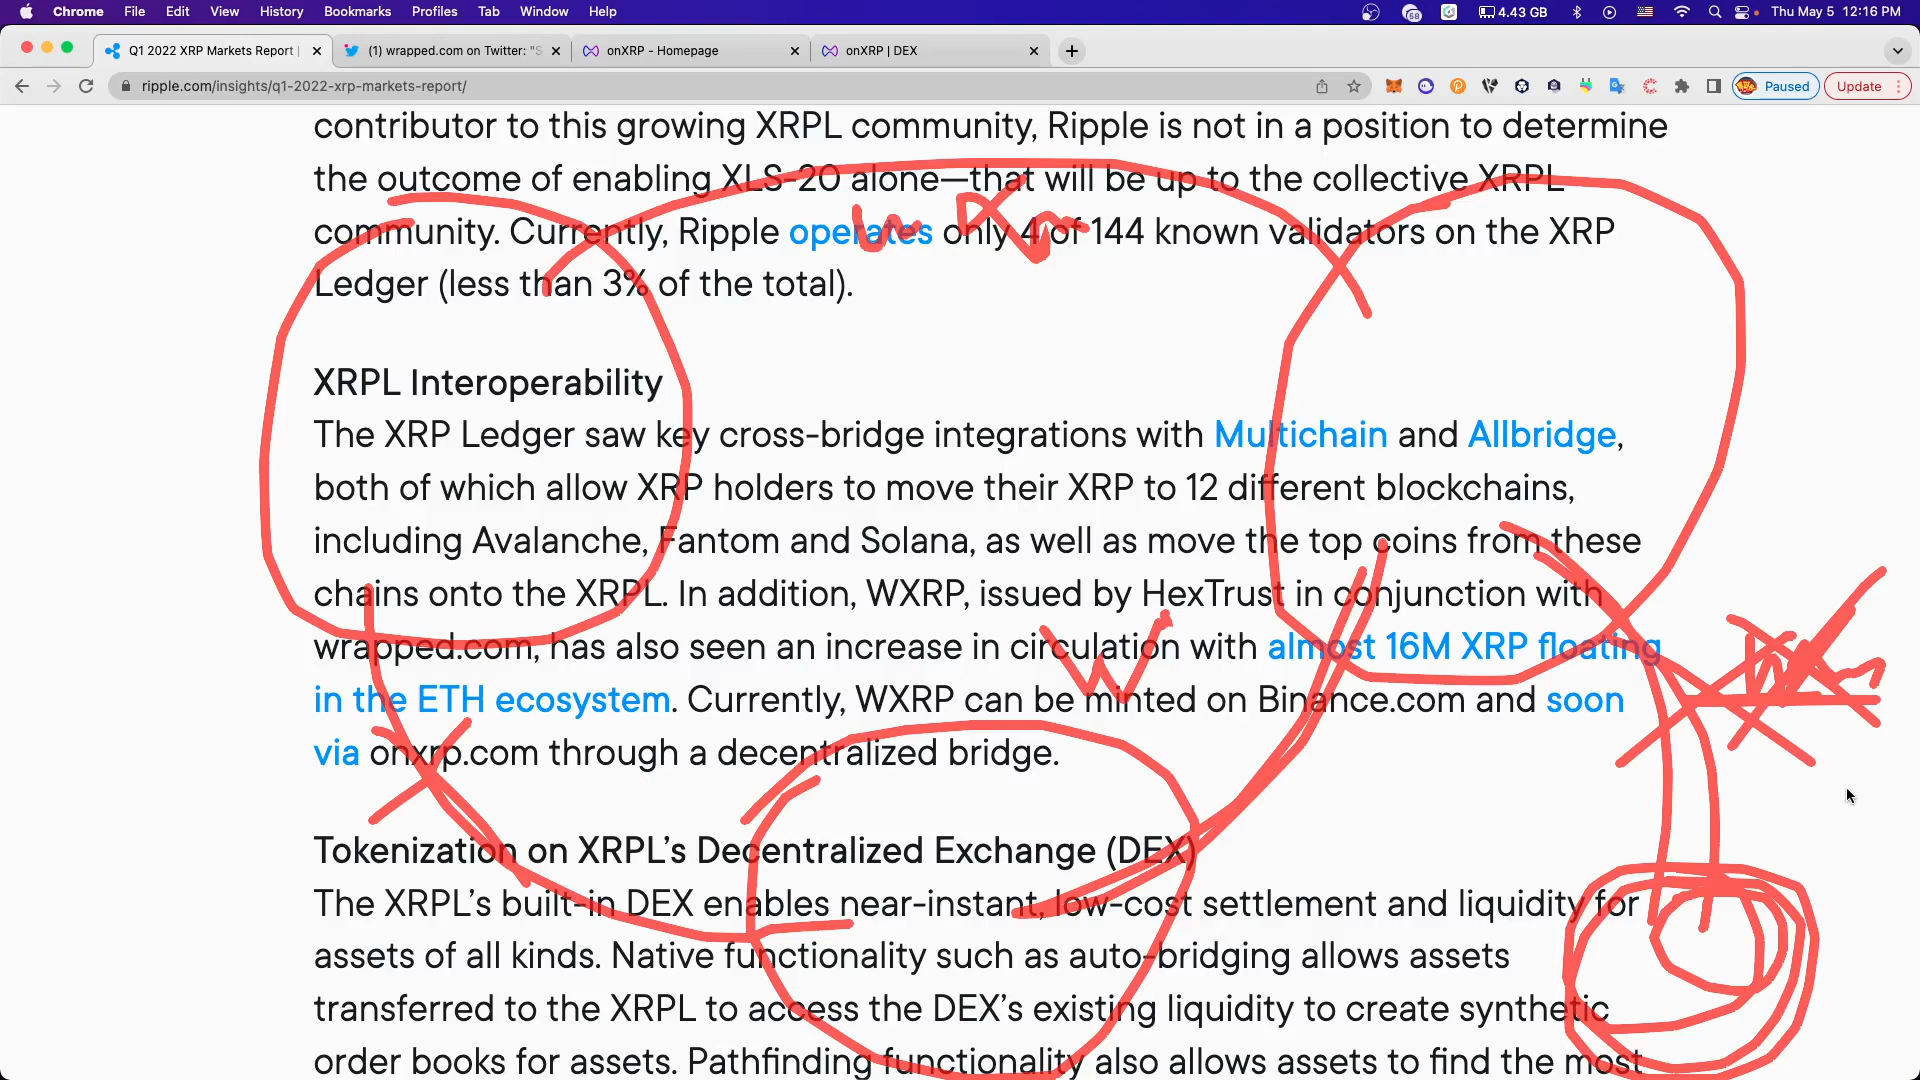 Chrome File Edit View History Bookmarks Profiles Tab Window Help 58 4.43 GB Thu May 5 12:16 PM
Q1 2022 XRP Markets Report | (1) wrapped.com on Twitter: "S onXRP - Homepage onXRP | DEX
ripple.com/insights/q1-2022-xrp-markets-report/ Paused Update
contributor to this growing XRPL community, Ripple is not in a position to determine
the outcome of enabling XLS-20 alone—that will be up to the collective XRPL
community. Currently, Ripple operates only 4 of 144 known validators on the XRP
Ledger (less than 3% of the total).
XRPL Interoperability
The XRP Ledger saw key cross-bridge integrations with Multichain and Allbridge,
both of which allow XRP holders to move their XRP to 12 different blockchains,
including Avalanche, Fantom and Solana, as well as move the top coins from these
chains onto the XRPL. In addition, WXRP, issued by HexTrust in conjunction with
wrapped.com, has also seen an increase in circulation with almost 16M XRP floating
in the ETH ecosystem. Currently, WXRP can be minted on Binance.com and soon
via onxrp.com through a decentralized bridge.
W
Tokenization on XRPL's Decentralized Exchange (DEX)
The XRPL's built-in DEX enables near-instant, low-cost settlement and liquidity for
assets of all kinds. Native functionality such as auto-bridging allows assets
transferred to the XRPL to access the DEX's existing liquidity to create synthetic
order books for assets. Pathfinding functionality also allows assets to find the most